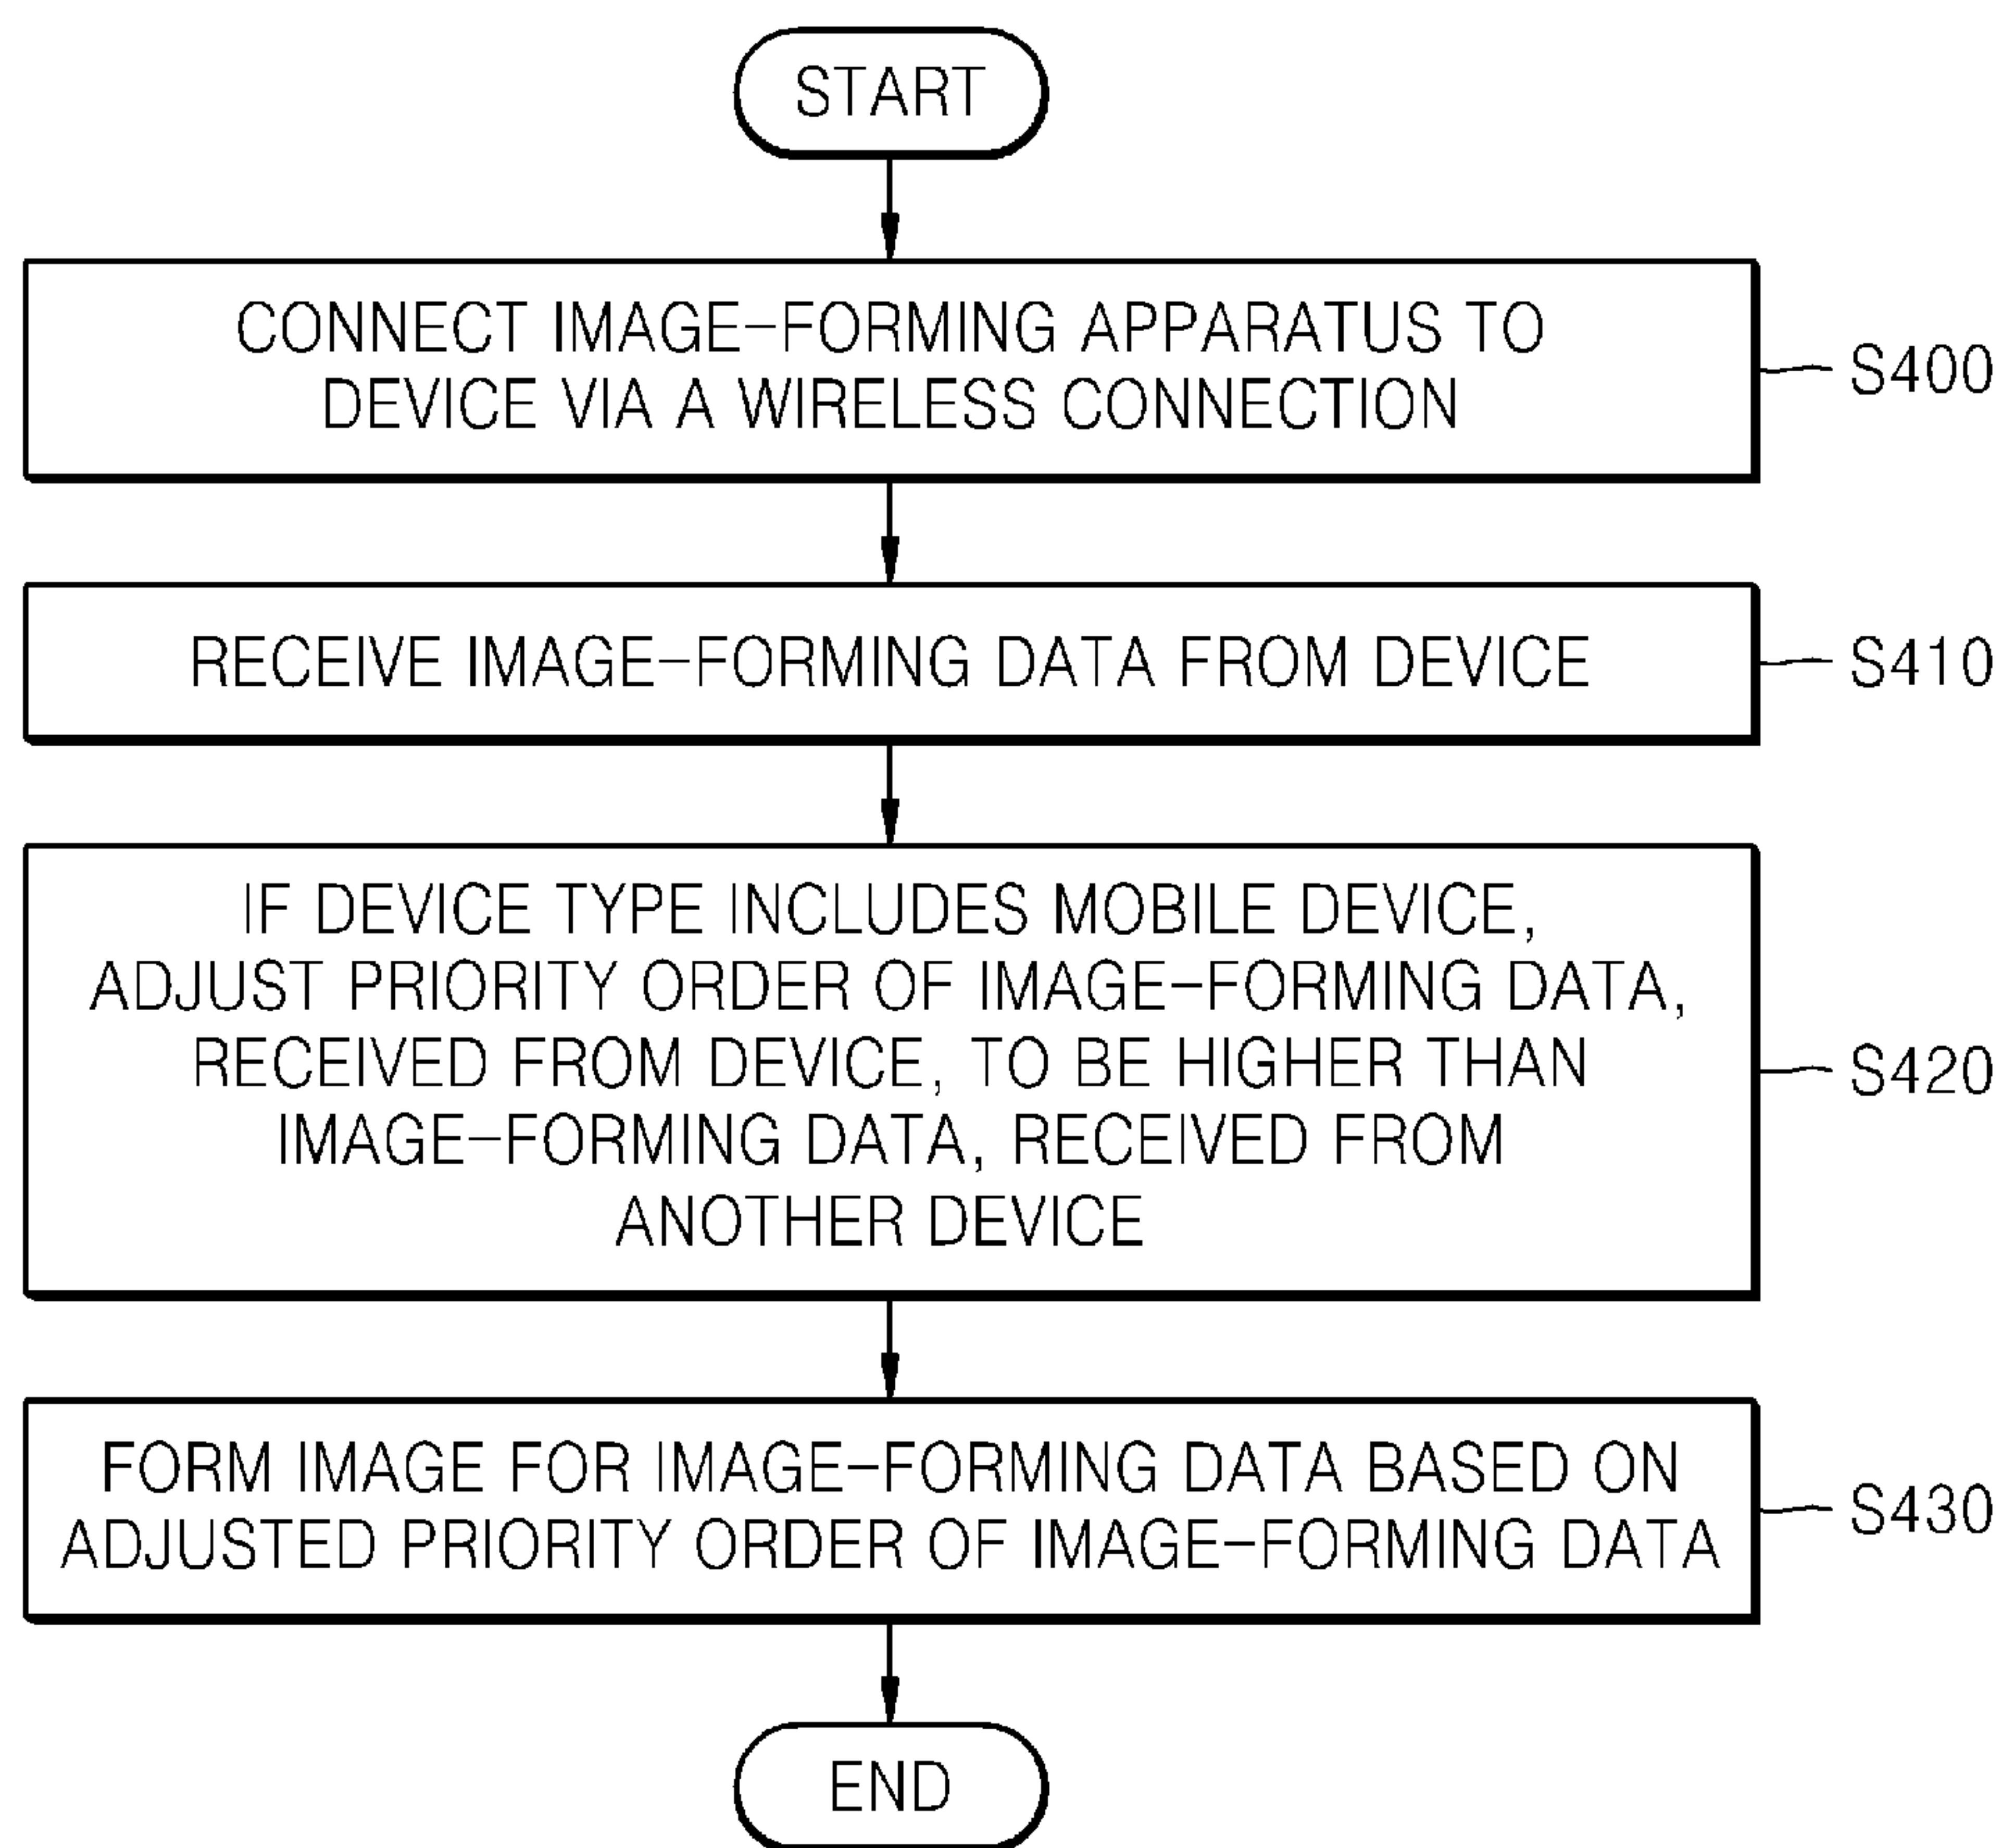 START
CONNECT IMAGE-FORMING APPARATUS TO
DEVICE VIA A WIRELESS CONNECTION
S400
RECEIVE IMAGE-FORMING DATA FROM DEVICE
S410
IF DEVICE TYPE INCLUDES MOBILE DEVICE,
ADJUST PRIORITY ORDER OF IMAGE-FORMING DATA,
RECEIVED FROM DEVICE, TO BE HIGHER THAN
IMAGE-FORMING DATA, RECEIVED FROM
ANOTHER DEVICE
S420
FORM IMAGE FOR IMAGE-FORMING DATA BASED ON
ADJUSTED PRIORITY ORDER OF IMAGE-FORMING DATA
S430
END